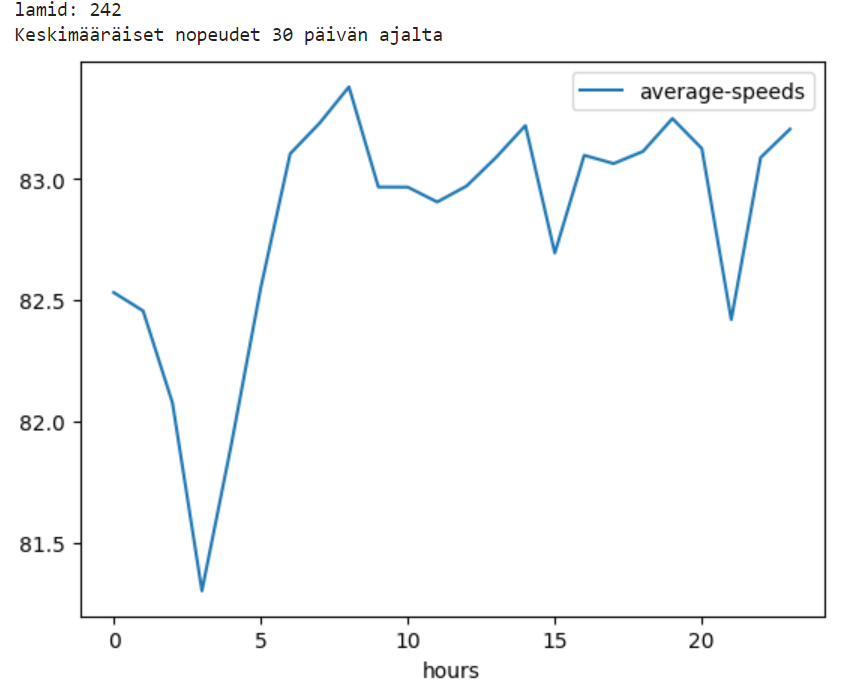 lamid: 242
Keskimääräiset nopeudet 30 päivän ajalta
average-speeds
83.0
82.5
82.0
81.5
0 5 10 15 20
hours